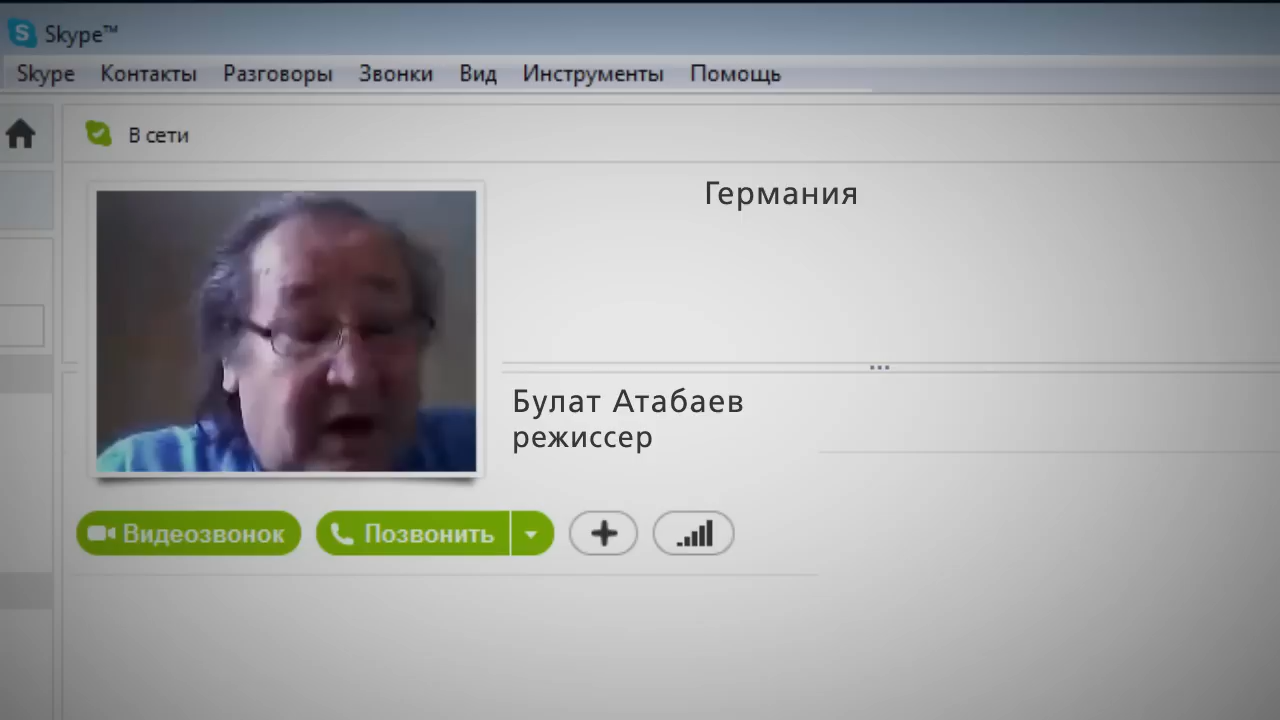 Skype™
Skype Контакты Разговоры Звонки Вид Инструменты Помощь
В сети
Германия
Булат Атабаев
режиссер
Видеозвонок Позвонить